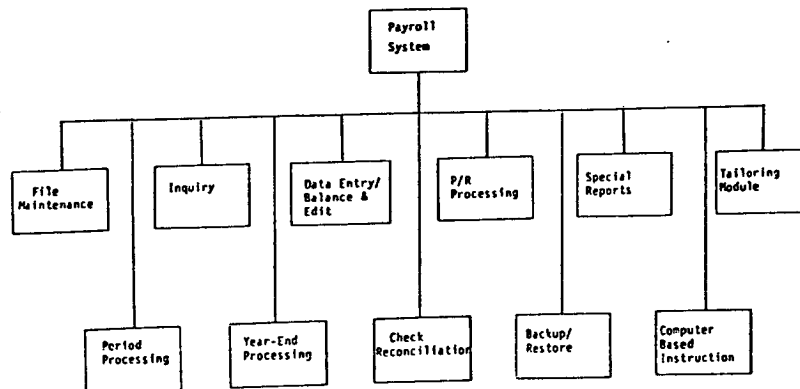 Payroll
System
File
Maintenance
Inquiry
Data Entry/
Balance &
Edit
P/R
Processing
Special
Reports
Tailoring
Module
Period
Processing
Year-End
Processing
Check
Reconciliation
Backup/
Restore
Computer
Based
Instruction